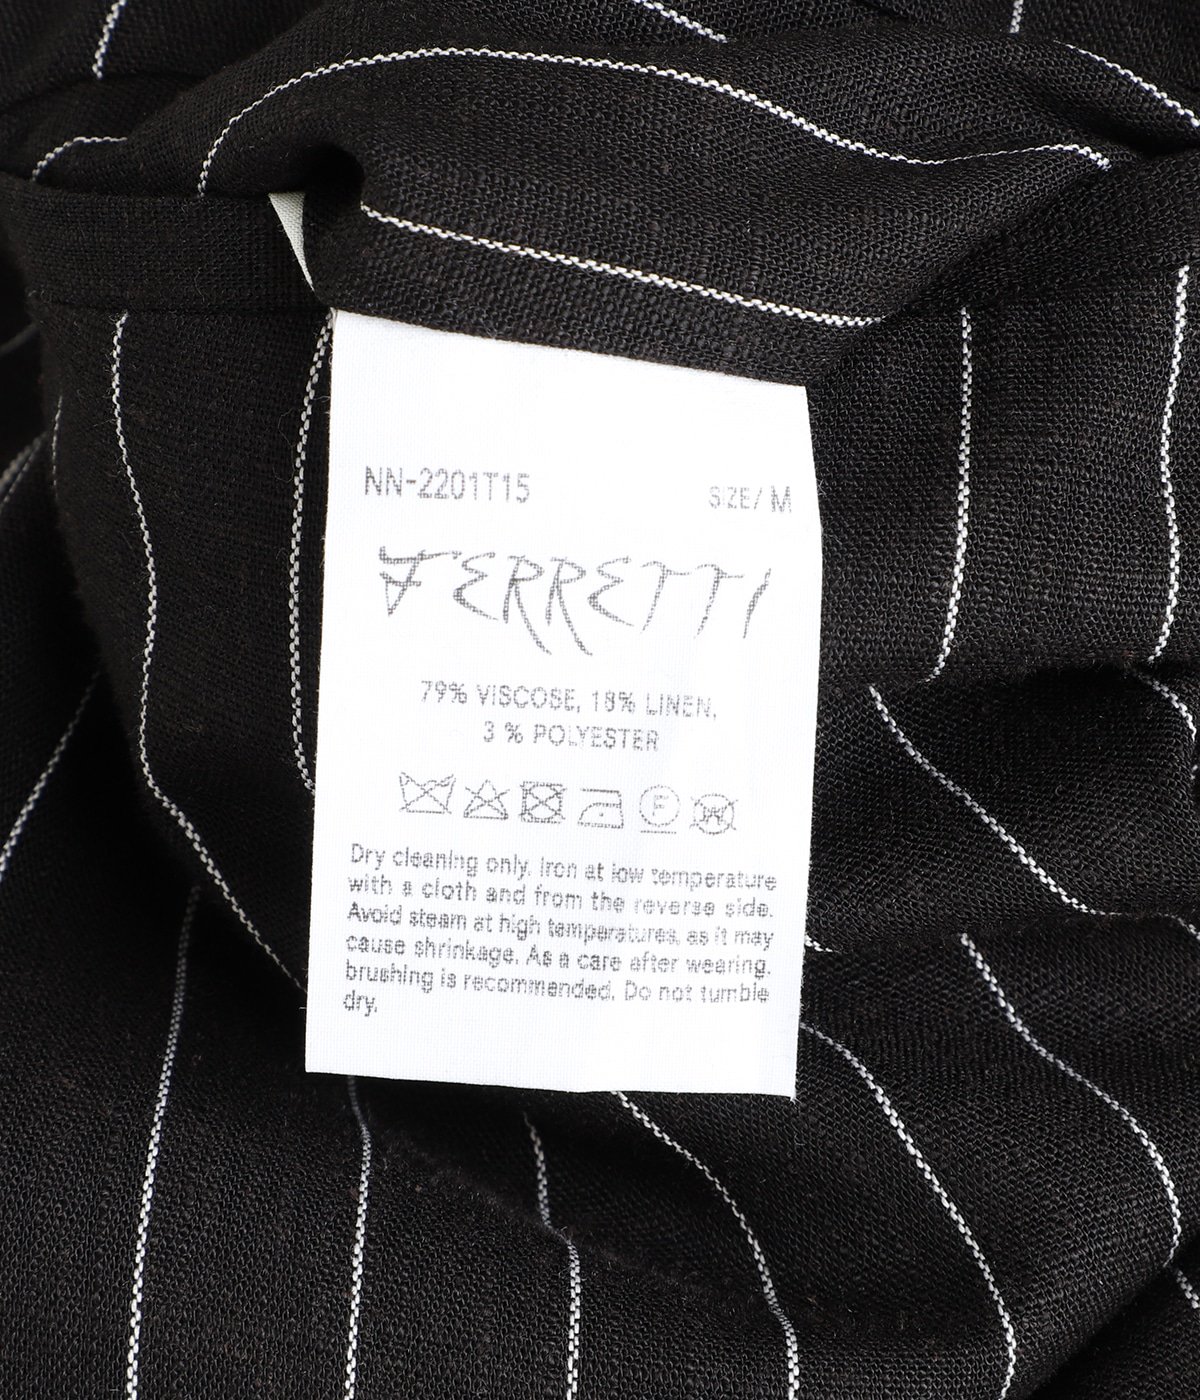 NN-2201T15 SIZE/ M
FERRETTI
79% VISCOSE, 18% LINEN,
3 % POLYESTER
F W
Dry cleaning only. Iron at low temperature
with a cloth and from the reverse side.
Avoid steam at high temperatures, as it may
cause shrinkage. As a care after wearing,
brushing is recommended. Do not tumble
dry.